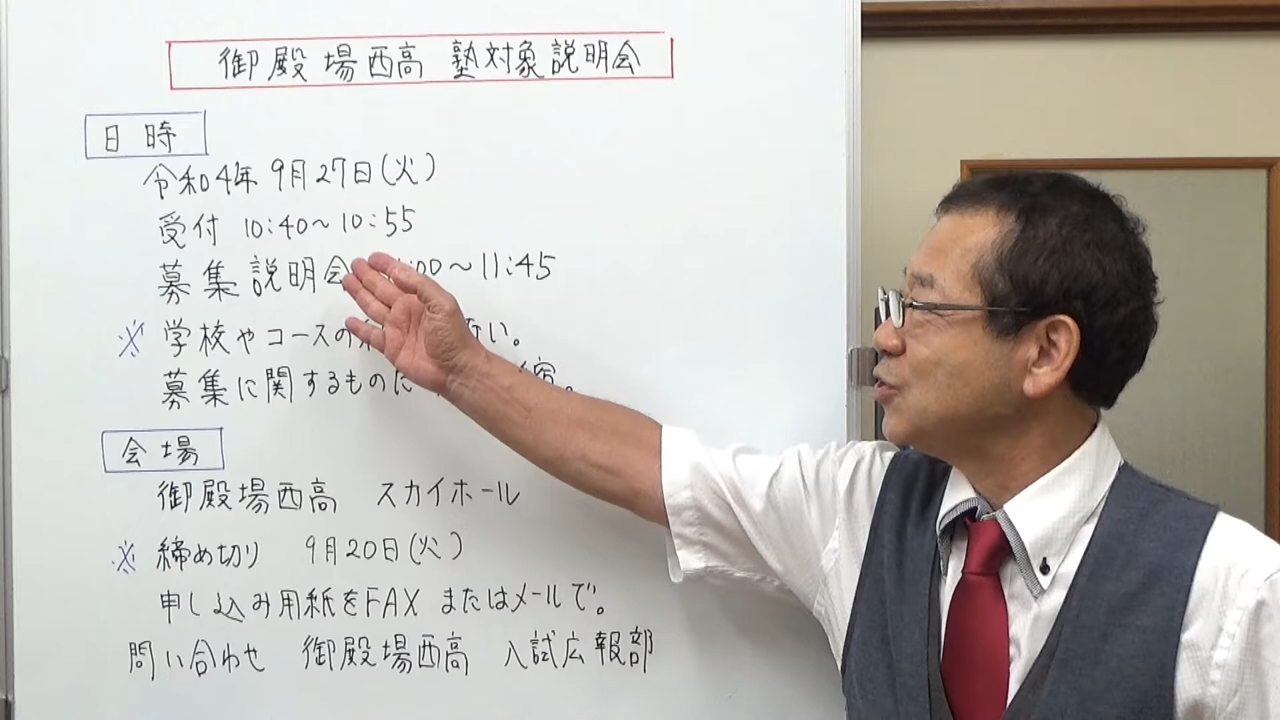 御殿場西高 塾対象説明会
日時
令和4年 9月27日(火)
受付 10:40～10:55
募集説明会 :00～11:45
※ 学校やコースの い。
募集に関するもの 。
会場
御殿場西高 スカイホール
※ 締め切り 9月20日(火)
申し込み用紙をFAX またはメールで。
問い合わせ 御殿場西高 入試広報部